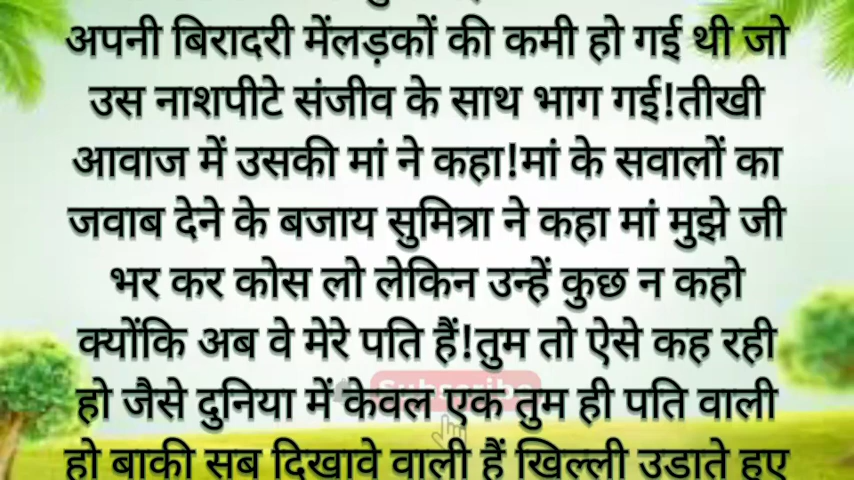 अपनी बिरादरी मेंलड़कों की कमी हो गई थी जो
उस नाशपीटे संजीव के साथ भाग गई!तीखी
आवाज में उसकी मां ने कहा!मां के सवालों का
जवाब देने के बजाय सुमित्रा ने कहा मां मुझे जी
भर कर कोस लो लेकिन उन्हें कुछ न कहो
क्योंकि अब वे मेरे पति हैं!तुम तो ऐसे कह रही
Subscribe
हो जैसे दुनिया में केवल एक तुम ही पति वाली
हो बाकी सब दिखावे वाली हैं खिल्ली उडाते हुए